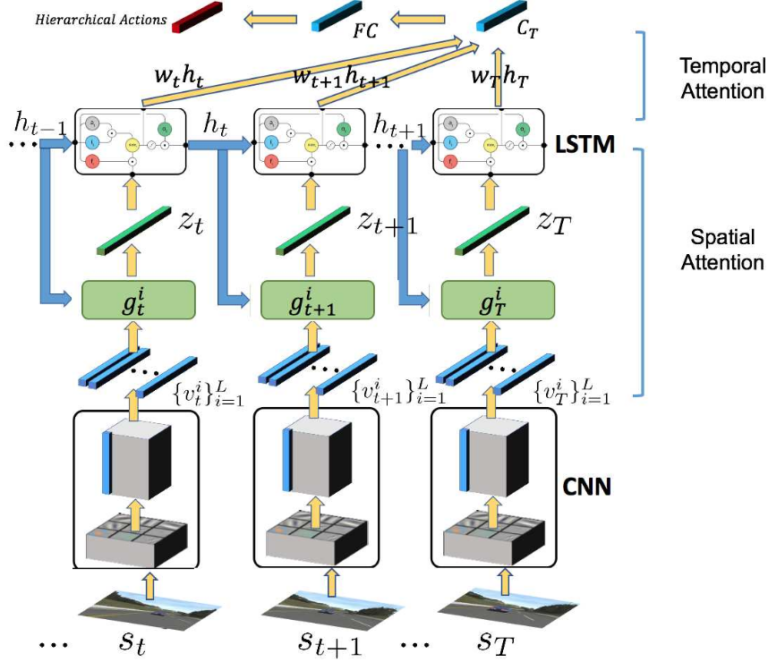 Hierarchical Actions
FC
C_T
w_t h_t
w_{t+1} h_{t+1}
w_T h_T
Temporal
Attention
... h_{t-1}
h_t
h_{t+1}
...
LSTM
z_t
z_{t+1}
z_T
Spatial
Attention
g_t^i
g_{t+1}^i
g_T^i
... ... ...
{v_t^i}_{i=1}^L
{v_{t+1}^i}_{i=1}^L
{v_T^i}_{i=1}^L
CNN
... s_t s_{t+1} ... s_T